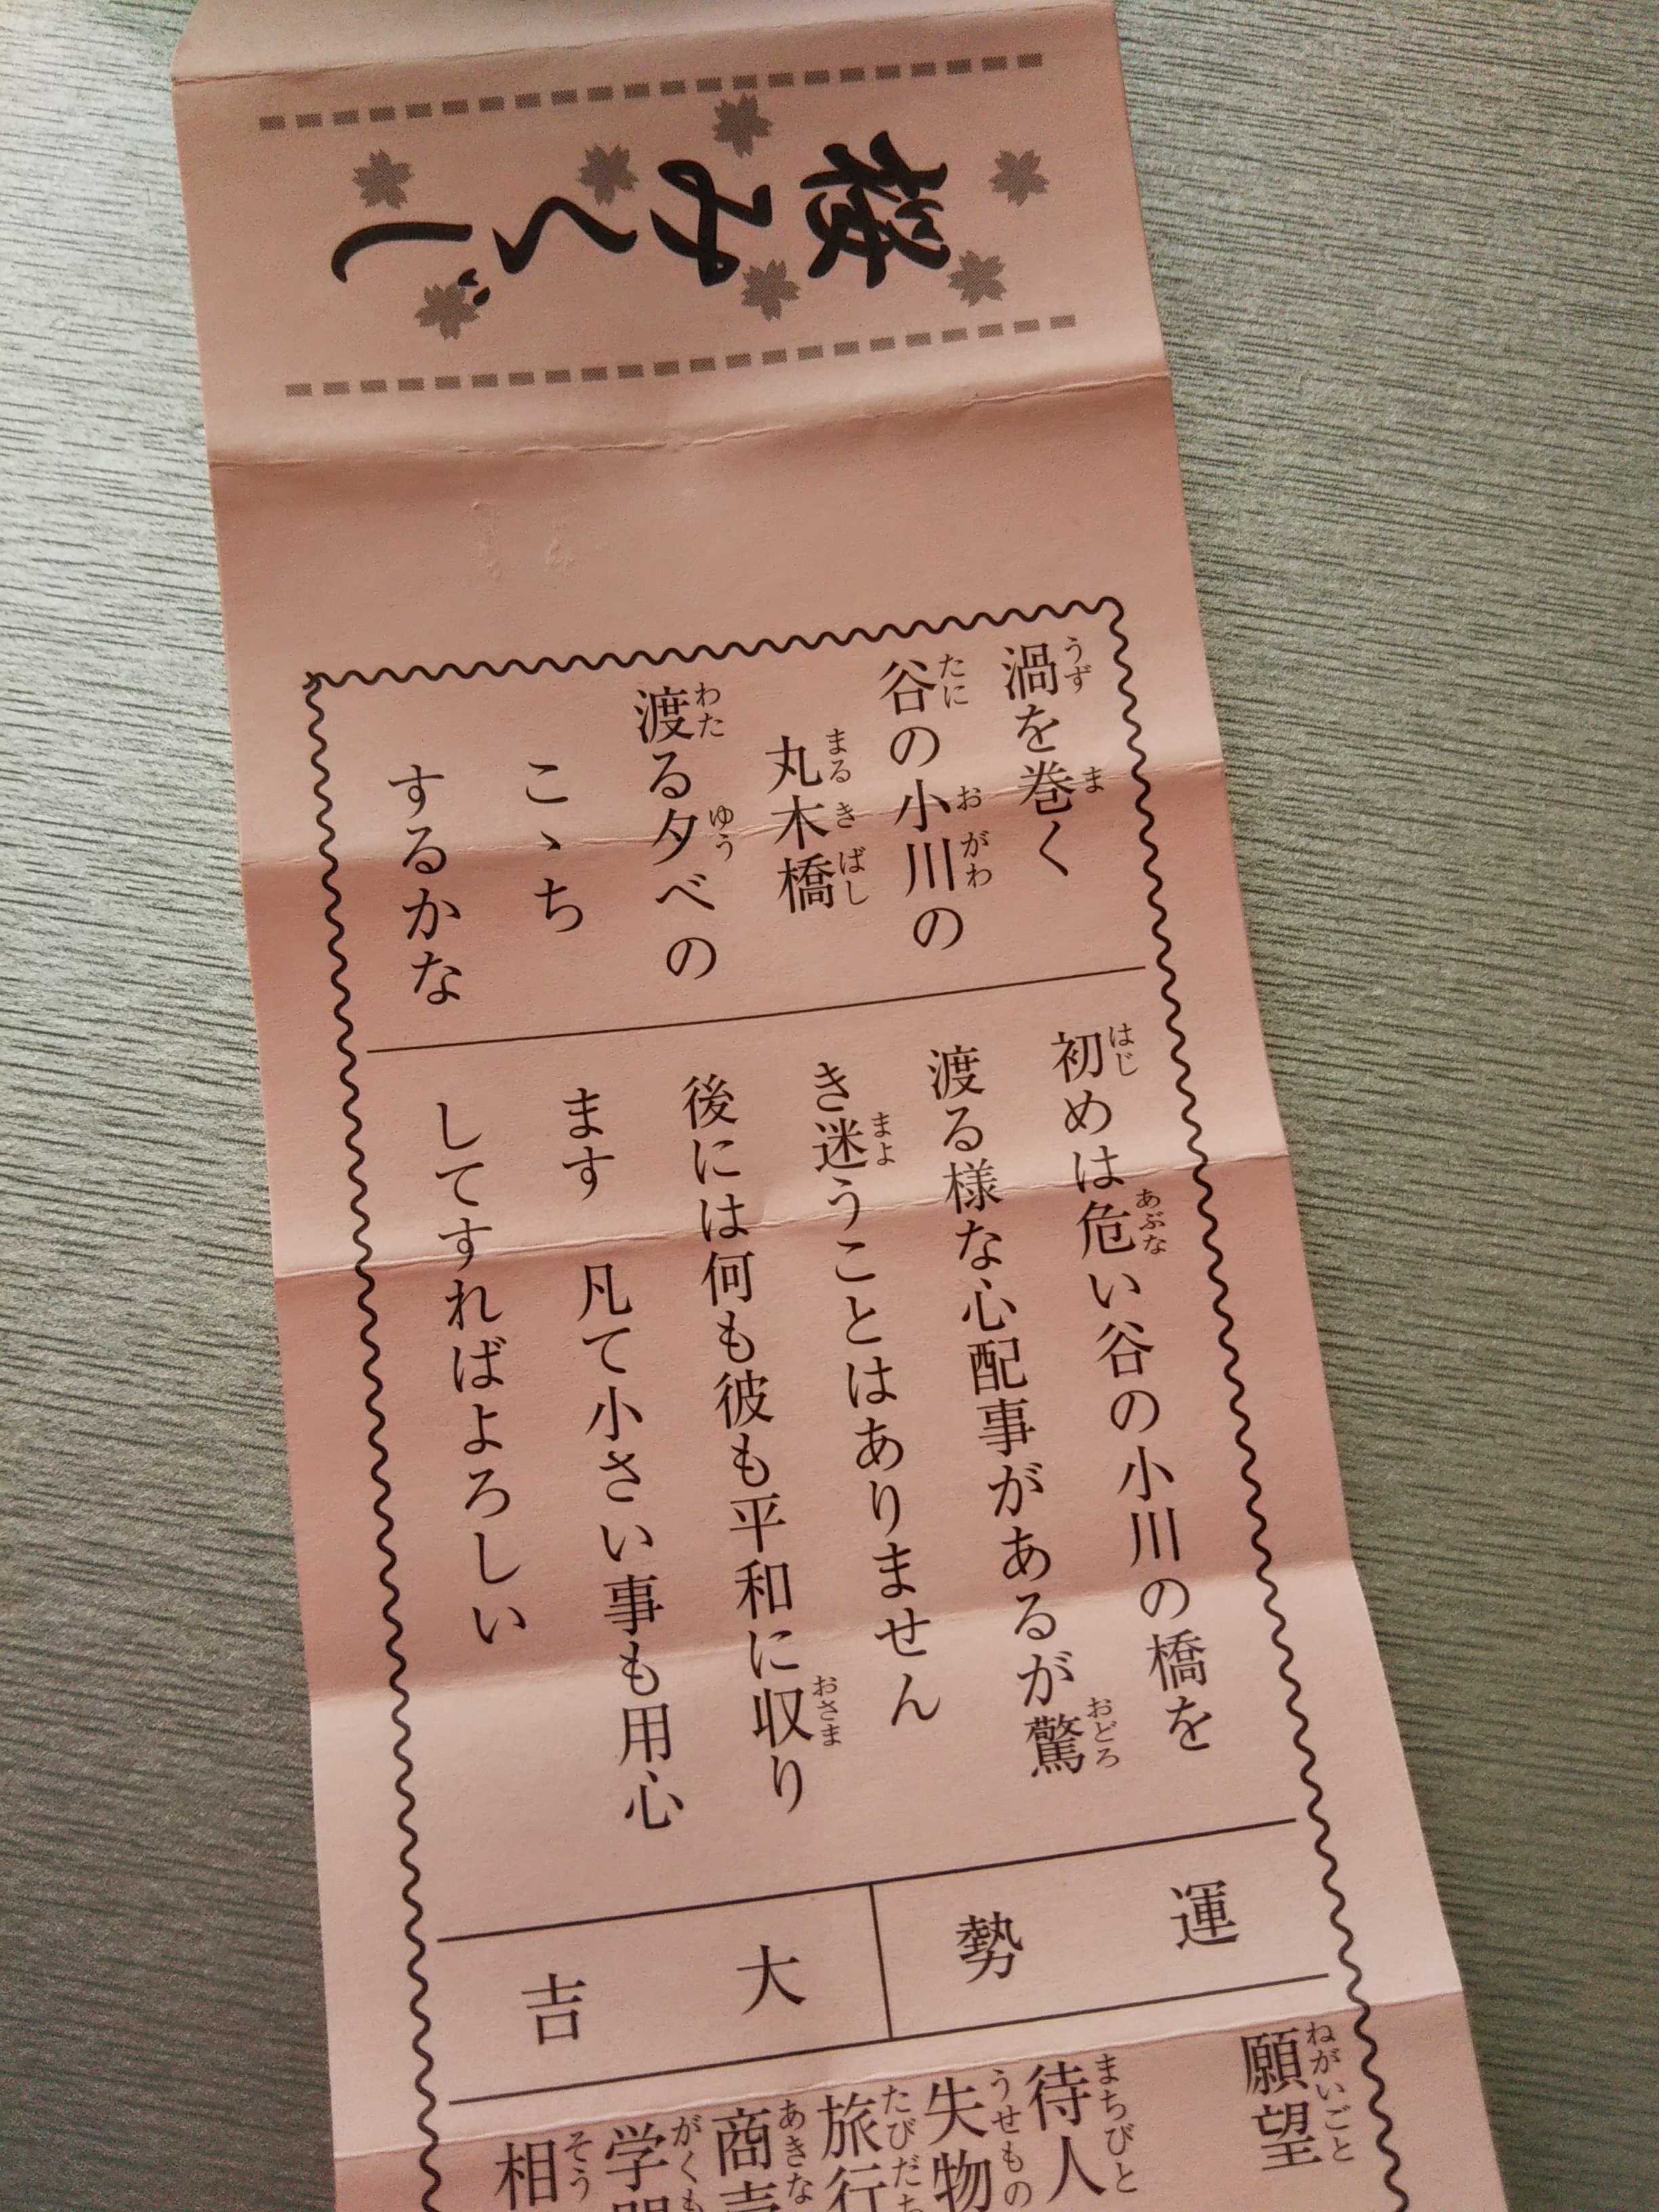 桜みくじ
渦を巻く
谷の小川の
丸木橋
渡る夕べの
こゝち
するかな
初めは危い谷の小川の橋を
渡る様な心配事があるが驚
き迷うことはありません
後には何も彼も平和に収り
ます 凡て小さい事も用心
してすればよろしい
運勢
大吉
願望
待人
失物
旅行
商売
学問
相